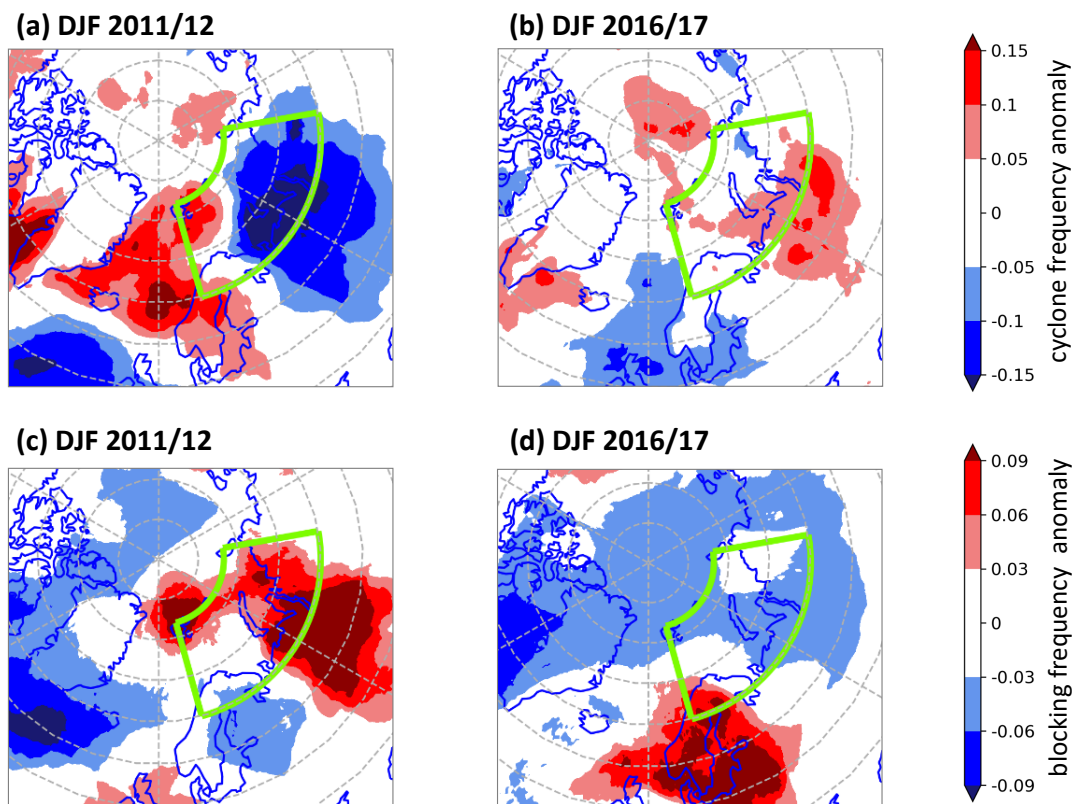 (a) DJF 2011/12
(b) DJF 2016/17
0.15
0.1
0.05
0
-0.05
-0.1
-0.15
cyclone frequency anomaly
(c) DJF 2011/12
(d) DJF 2016/17
0.09
0.06
0.03
0
-0.03
-0.06
-0.09
blocking frequency anomaly